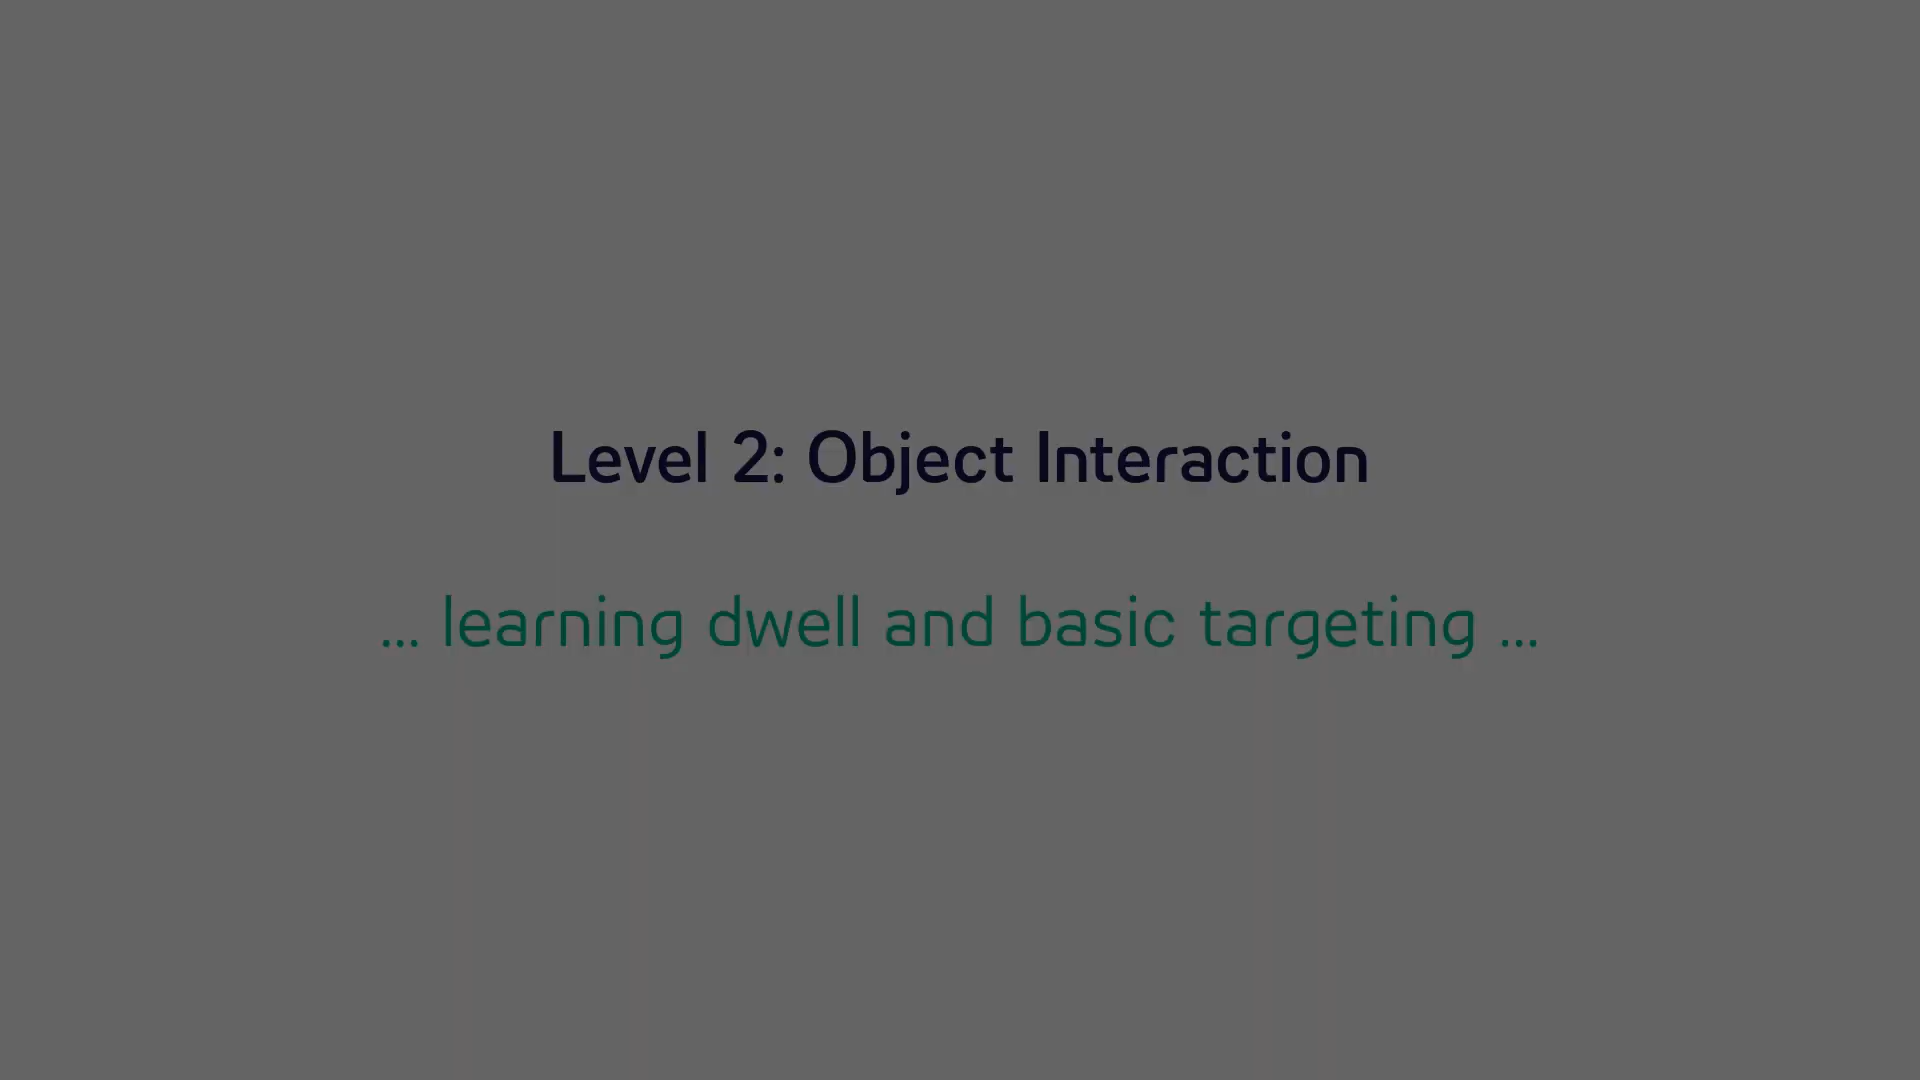 Level 2: Object Interaction
... learning dwell and basic targeting ...